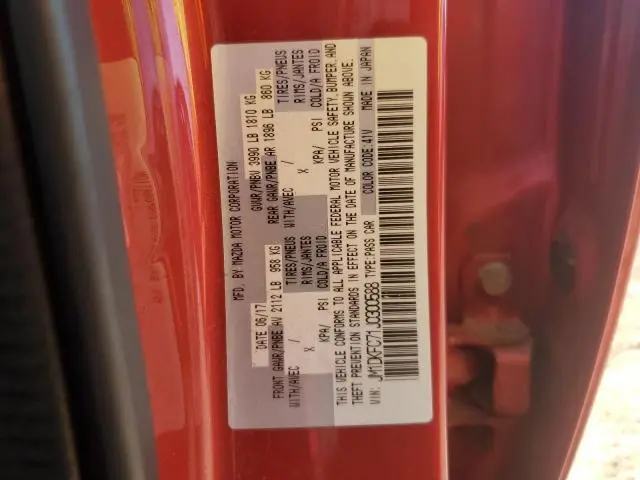 MFD. BY MAZDA MOTOR CORPORATION
DATE 06/17 GVWR/PNBV 3990 LB 1810 KG
FRONT GAWR/PNBE AV 2112 LB 958 KG REAR GAWR/PNBE AR 1896 LB 860 KG
WITH/AVEC / TIRES/PNEUS WITH/AVEC / TIRES/PNEUS
X RIMS/JANTES X RIMS/JANTES
KPA/ PSI COLD/A FROID KPA/ PSI COLD/A FROID
THIS VEHICLE CONFORMS TO ALL APPLICABLE FEDERAL MOTOR VEHICLE SAFETY, BUMPER, AND
THEFT PREVENTION STANDARDS IN EFFECT ON THE DATE OF MANUFACTURE SHOWN ABOVE.
VIN: JM1DKFC71J0300588 TYPE:PASS CAR COLOR CODE:41V MADE IN JAPAN